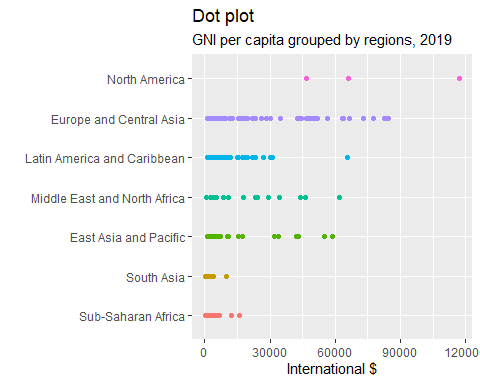 Dot plot
GNI per capita grouped by regions, 2019
North America
Europe and Central Asia
Latin America and Caribbean
Middle East and North Africa
East Asia and Pacific
South Asia
Sub-Saharan Africa
0 30000 60000 90000 12000
International $